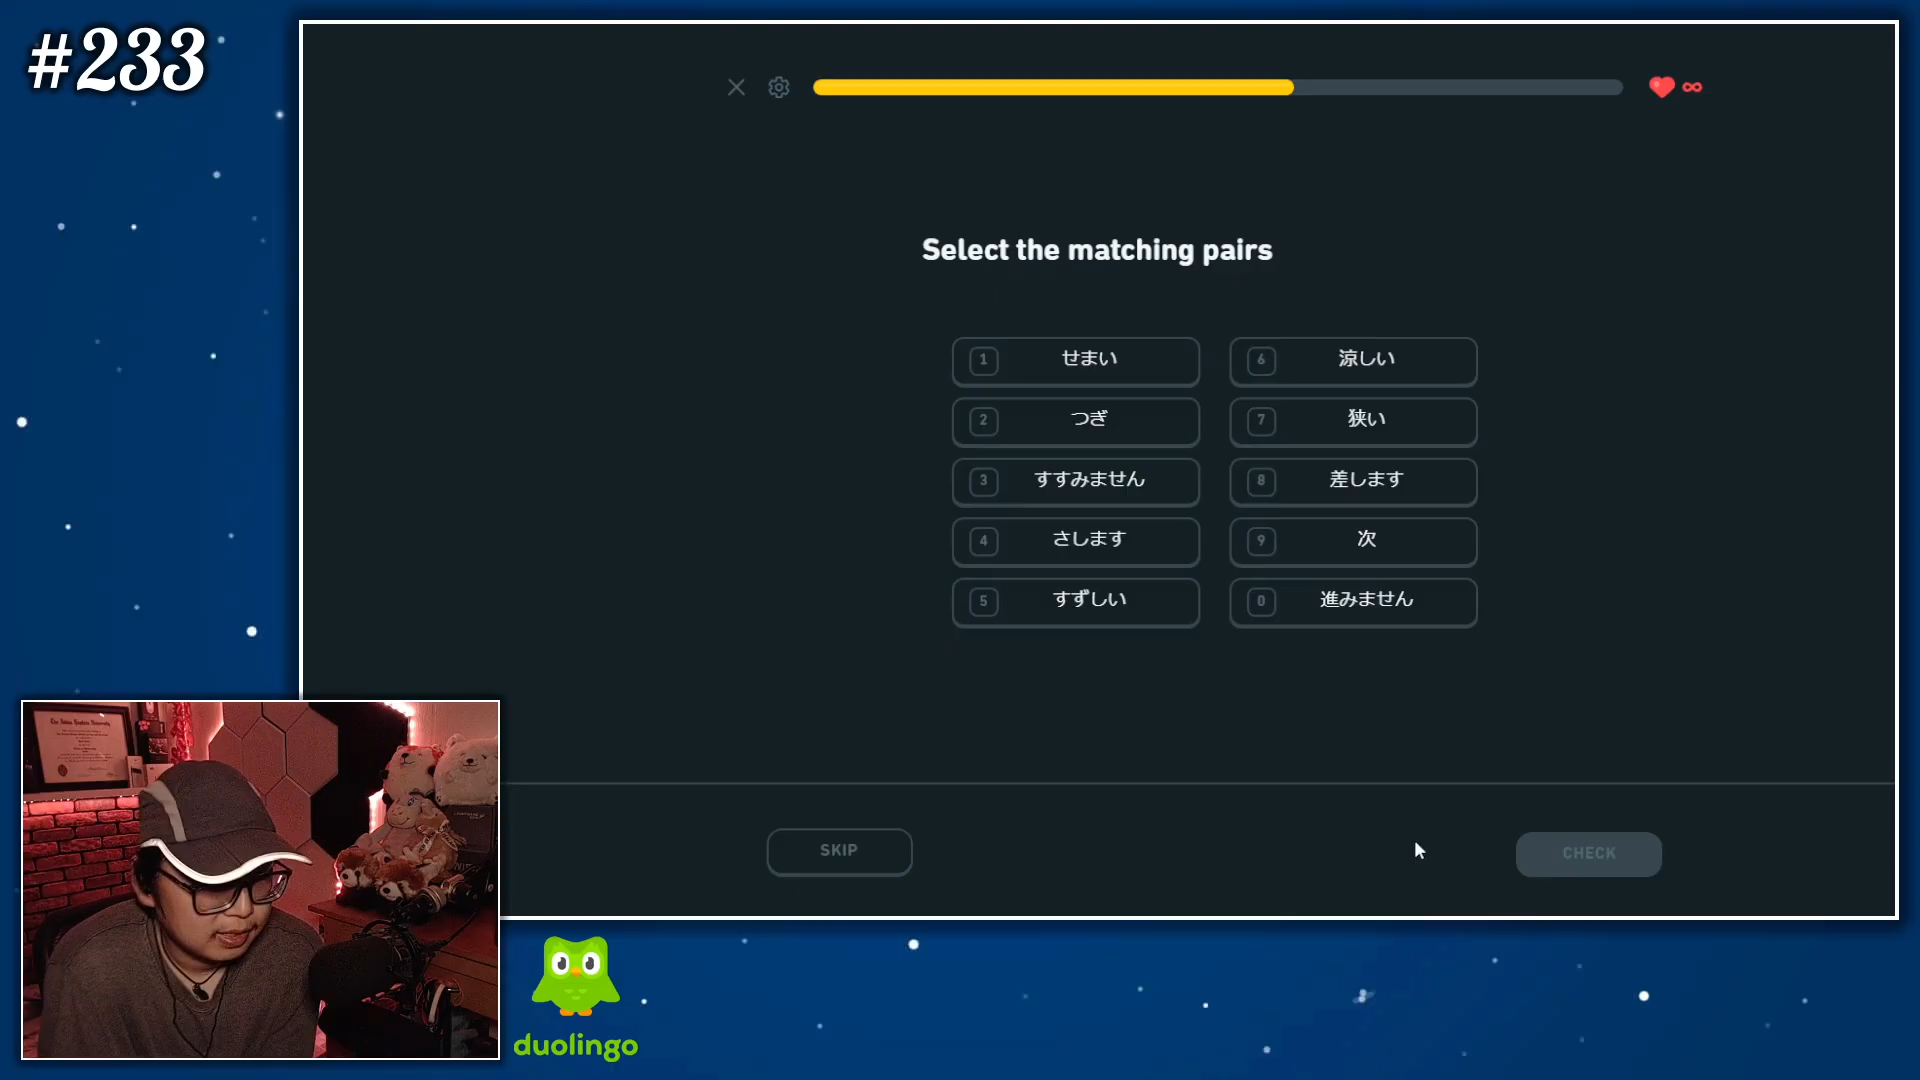 #233
∞
Select the matching pairs
1 せまい
6 涼しい
2 つぎ
7 狭い
3 すすみません
8 差します
4 さします
9 次
5 すずしい
0 進みません
SKIP
CHECK
duolingo